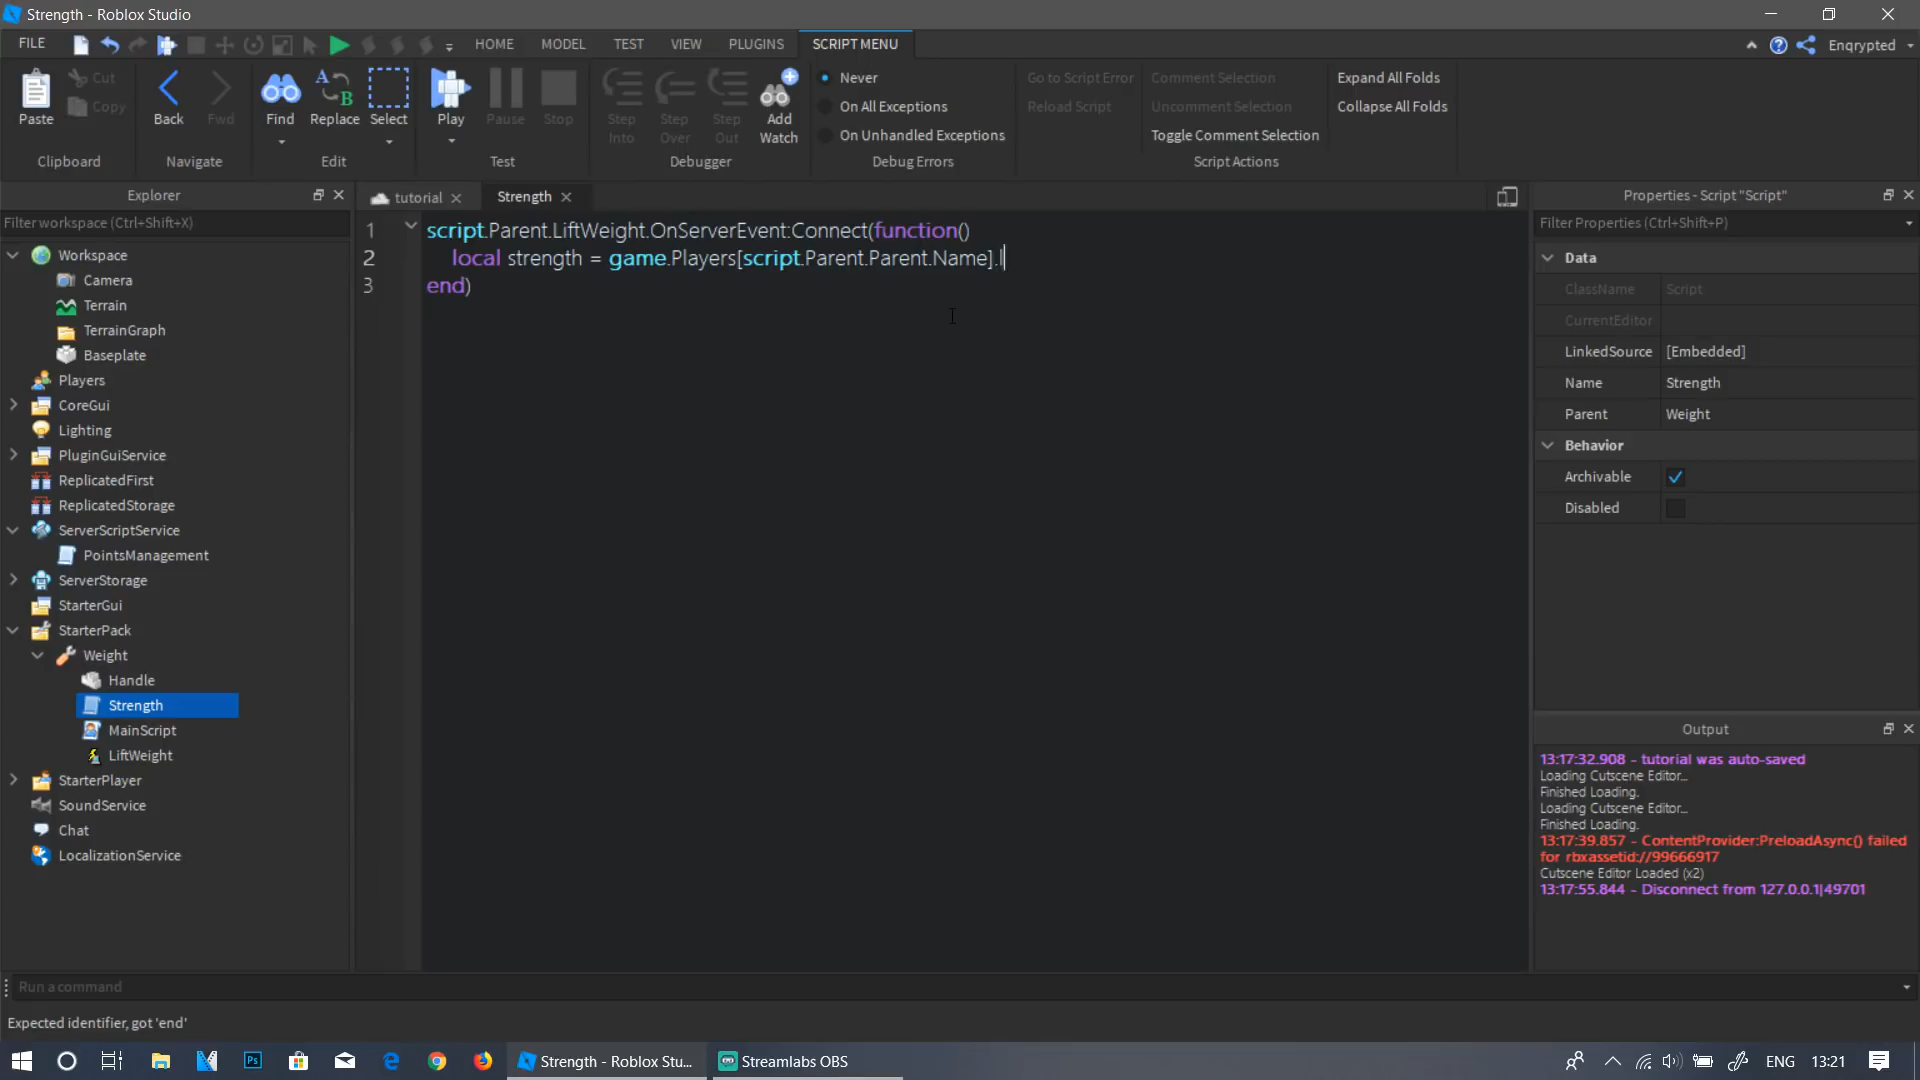 Strength - Roblox Studio
FILE
HOME
MODEL
TEST
VIEW
PLUGINS
SCRIPT MENU
Enqrypted
Paste
Cut
Copy
Clipboard
Back
Fwd
Navigate
Find
Replace
Select
Edit
Play
Pause
Stop
Test
Step Into
Step Over
Step Out
Add Watch
Debugger
Never
On All Exceptions
On Unhandled Exceptions
Debug Errors
Go to Script Error
Reload Script
Comment Selection
Uncomment Selection
Toggle Comment Selection
Script Actions
Expand All Folds
Collapse All Folds
Explorer
Filter workspace (Ctrl+Shift+X)
Workspace
Camera
Terrain
TerrainGraph
Baseplate
Players
CoreGui
Lighting
PluginGuiService
ReplicatedFirst
ReplicatedStorage
ServerScriptService
PointsManagement
ServerStorage
StarterGui
StarterPack
Weight
Handle
Strength
MainScript
LiftWeight
StarterPlayer
SoundService
Chat
LocalizationService
tutorial
Strength
1 script.Parent.LiftWeight.OnServerEvent:Connect(function()
2 local strength = game.Players[script.Parent.Parent.Name].l
3 end)
Properties - Script "Script"
Filter Properties (Ctrl+Shift+P)
Data
ClassName Script
CurrentEditor
LinkedSource [Embedded]
Name Strength
Parent Weight
Behavior
Archivable
Disabled
Output
13:17:32.908 - tutorial was auto-saved
Loading Cutscene Editor...
Finished Loading.
Loading Cutscene Editor...
Finished Loading.
13:17:39.857 - ContentProvider:PreloadAsync() failed
for rbxassetid://99666917
Cutscene Editor Loaded (x2)
13:17:55.844 - Disconnect from 127.0.0.1|49701
Run a command
Expected identifier, got 'end'
Strength - Roblox Stu...
Streamlabs OBS
ENG
13:21